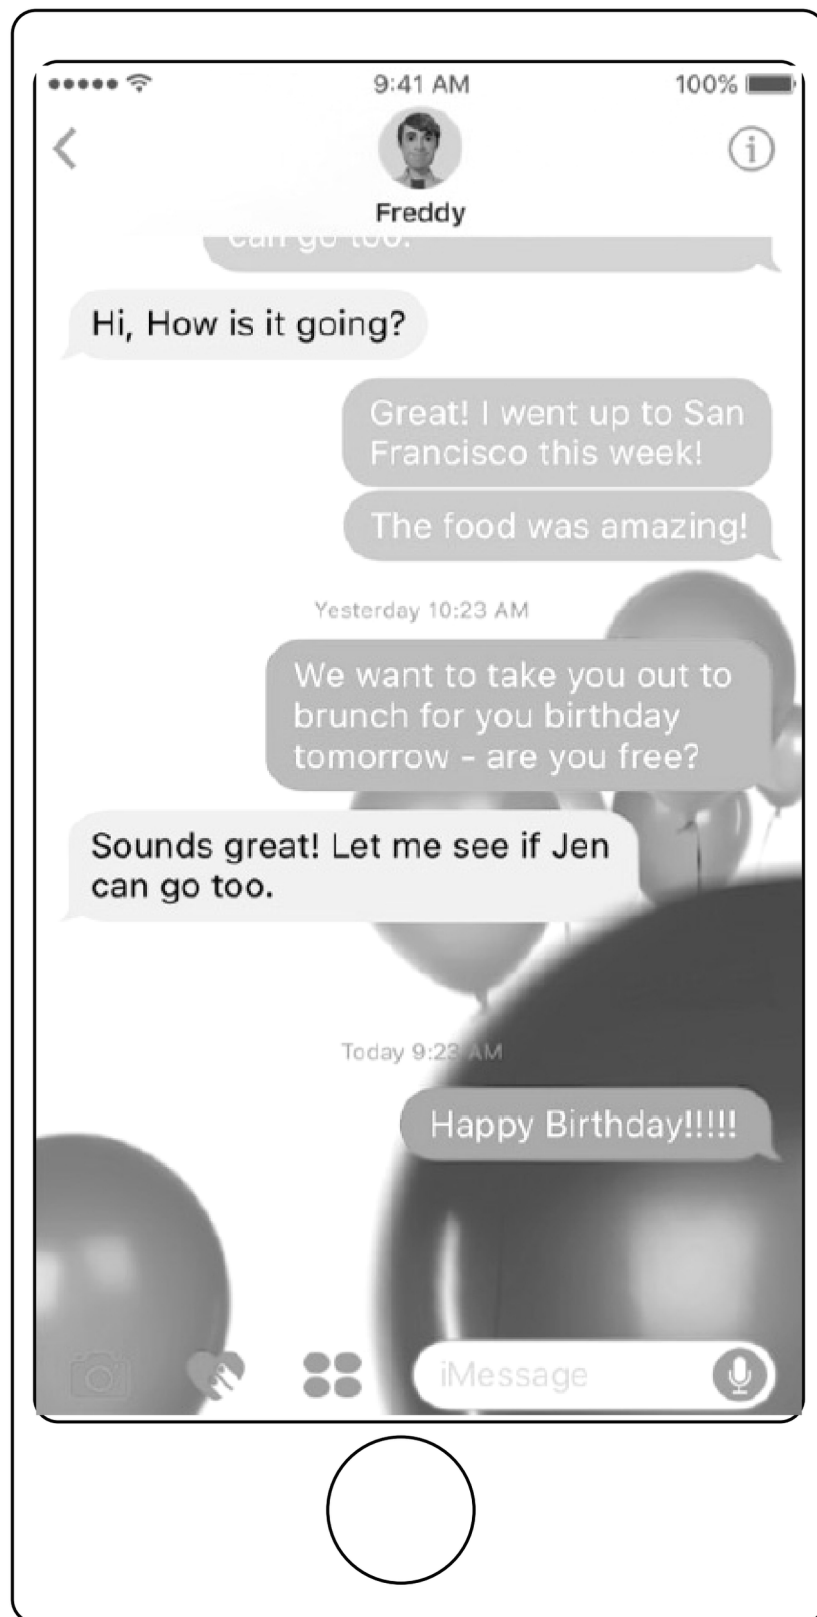 9:41 AM
100%
Freddy
can go too.
Hi, How is it going?
Great! I went up to San
Francisco this week!
The food was amazing!
Yesterday 10:23 AM
We want to take you out to
brunch for you birthday
tomorrow - are you free?
Sounds great! Let me see if Jen
can go too.
Today 9:23 AM
Happy Birthday!!!!!
iMessage